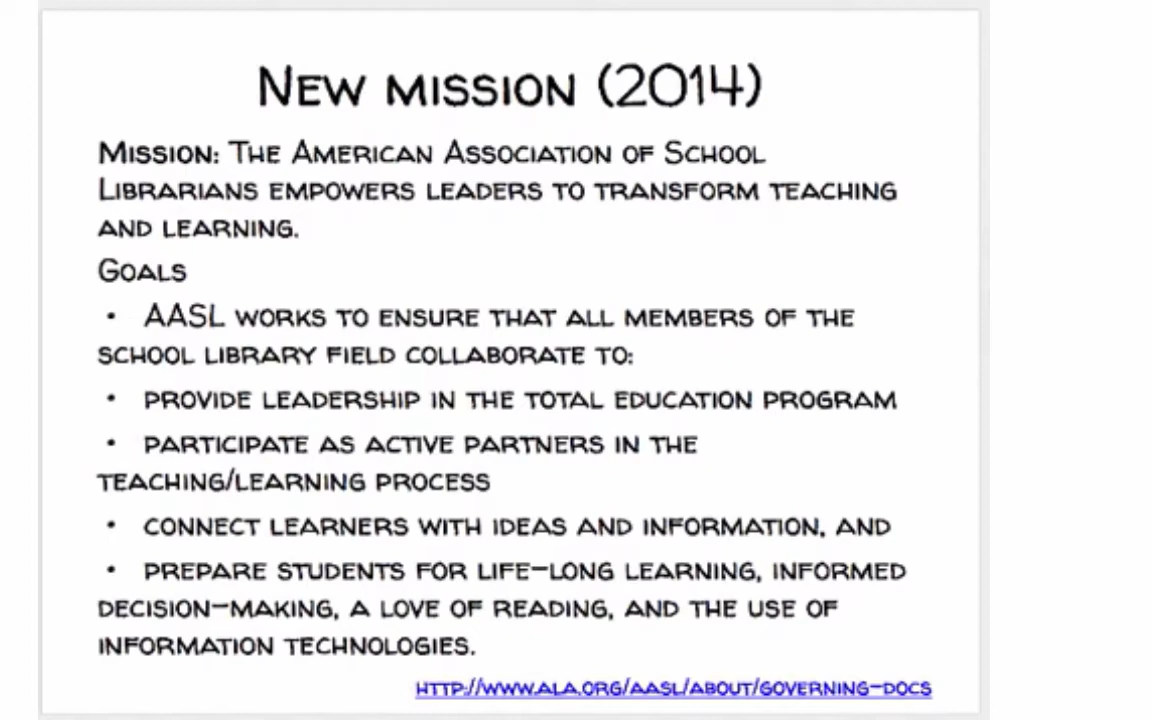 New mission (2014)
Mission: The American Association of School
Librarians empowers leaders to transform teaching
and learning.
Goals
• AASL works to ensure that all members of the
school library field collaborate to:
• provide leadership in the total education program
• participate as active partners in the
teaching/learning process
• connect learners with ideas and information, and
• prepare students for life-long learning, informed
decision-making, a love of reading, and the use of
information technologies.
http://www.ala.org/aasl/about/governing-docs